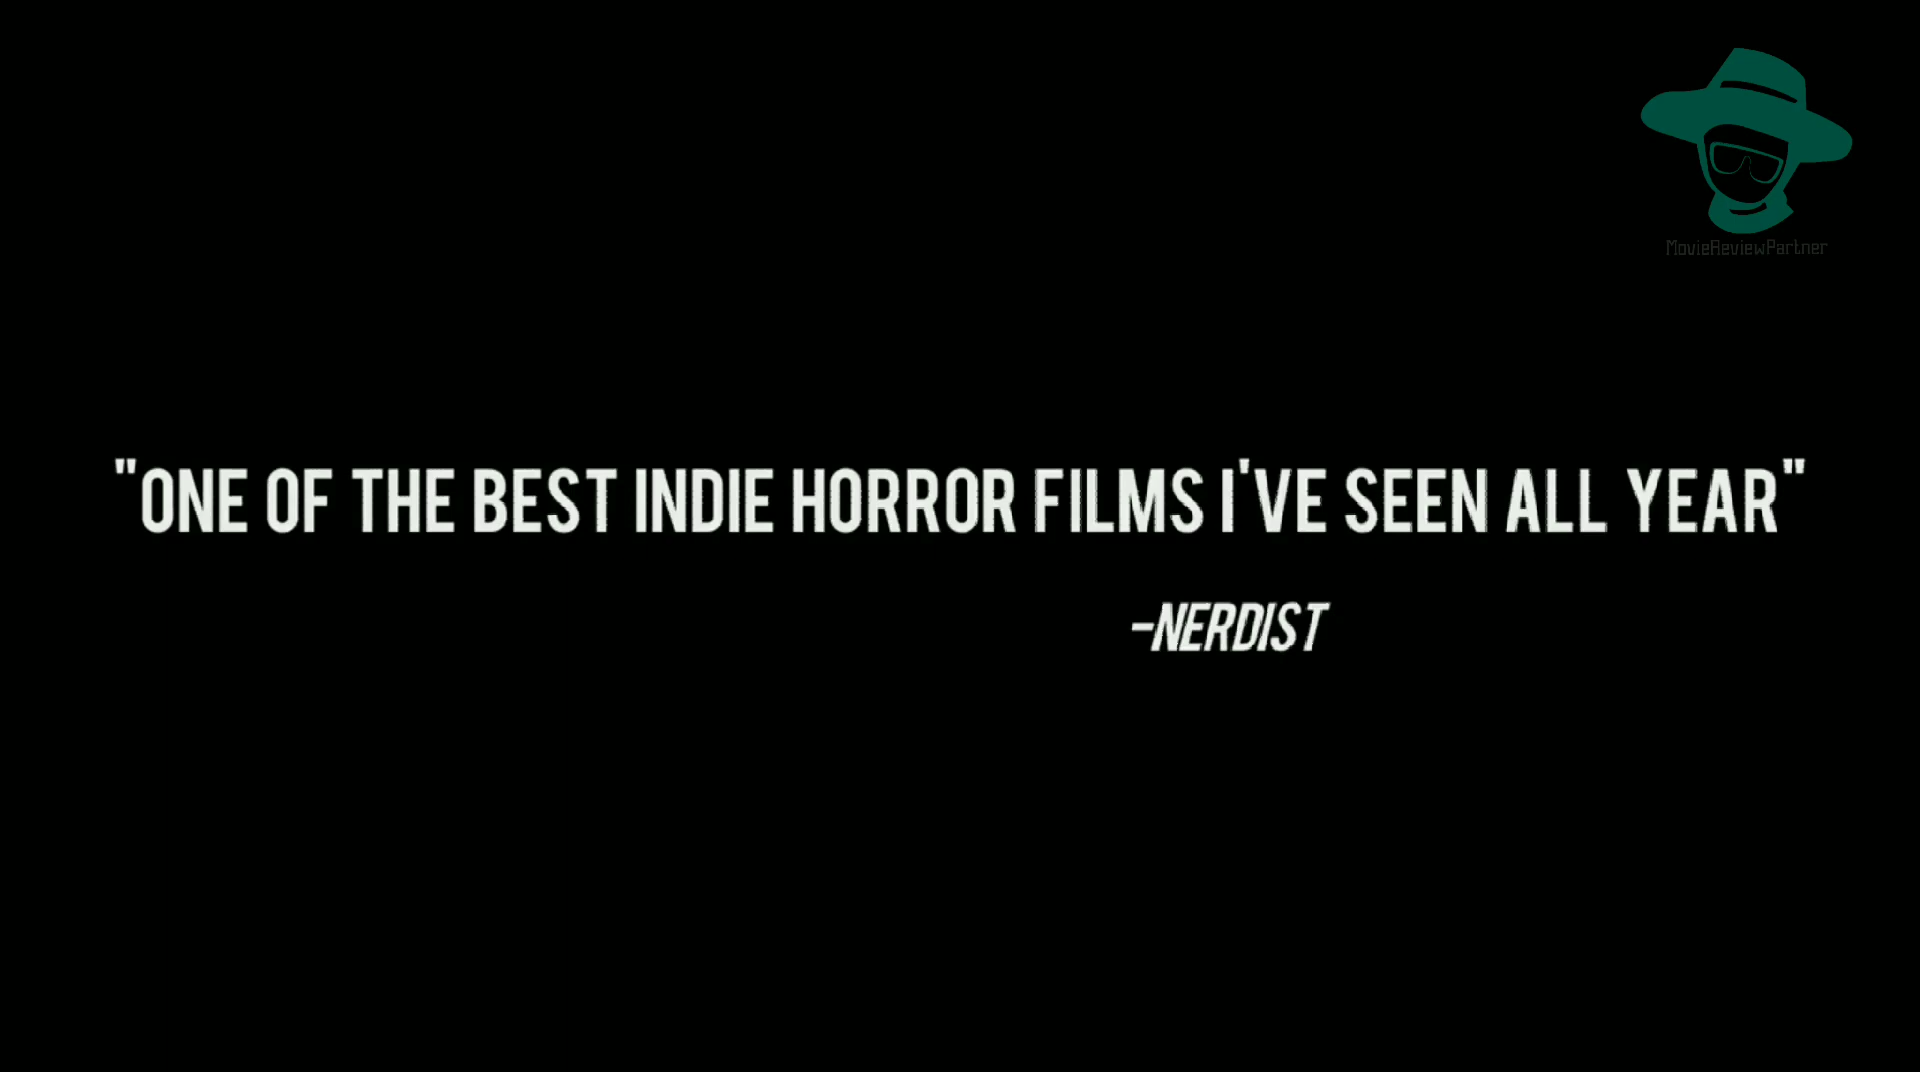 MovieReviewPartner
"ONE OF THE BEST INDIE HORROR FILMS I'VE SEEN ALL YEAR"
-NERDIST